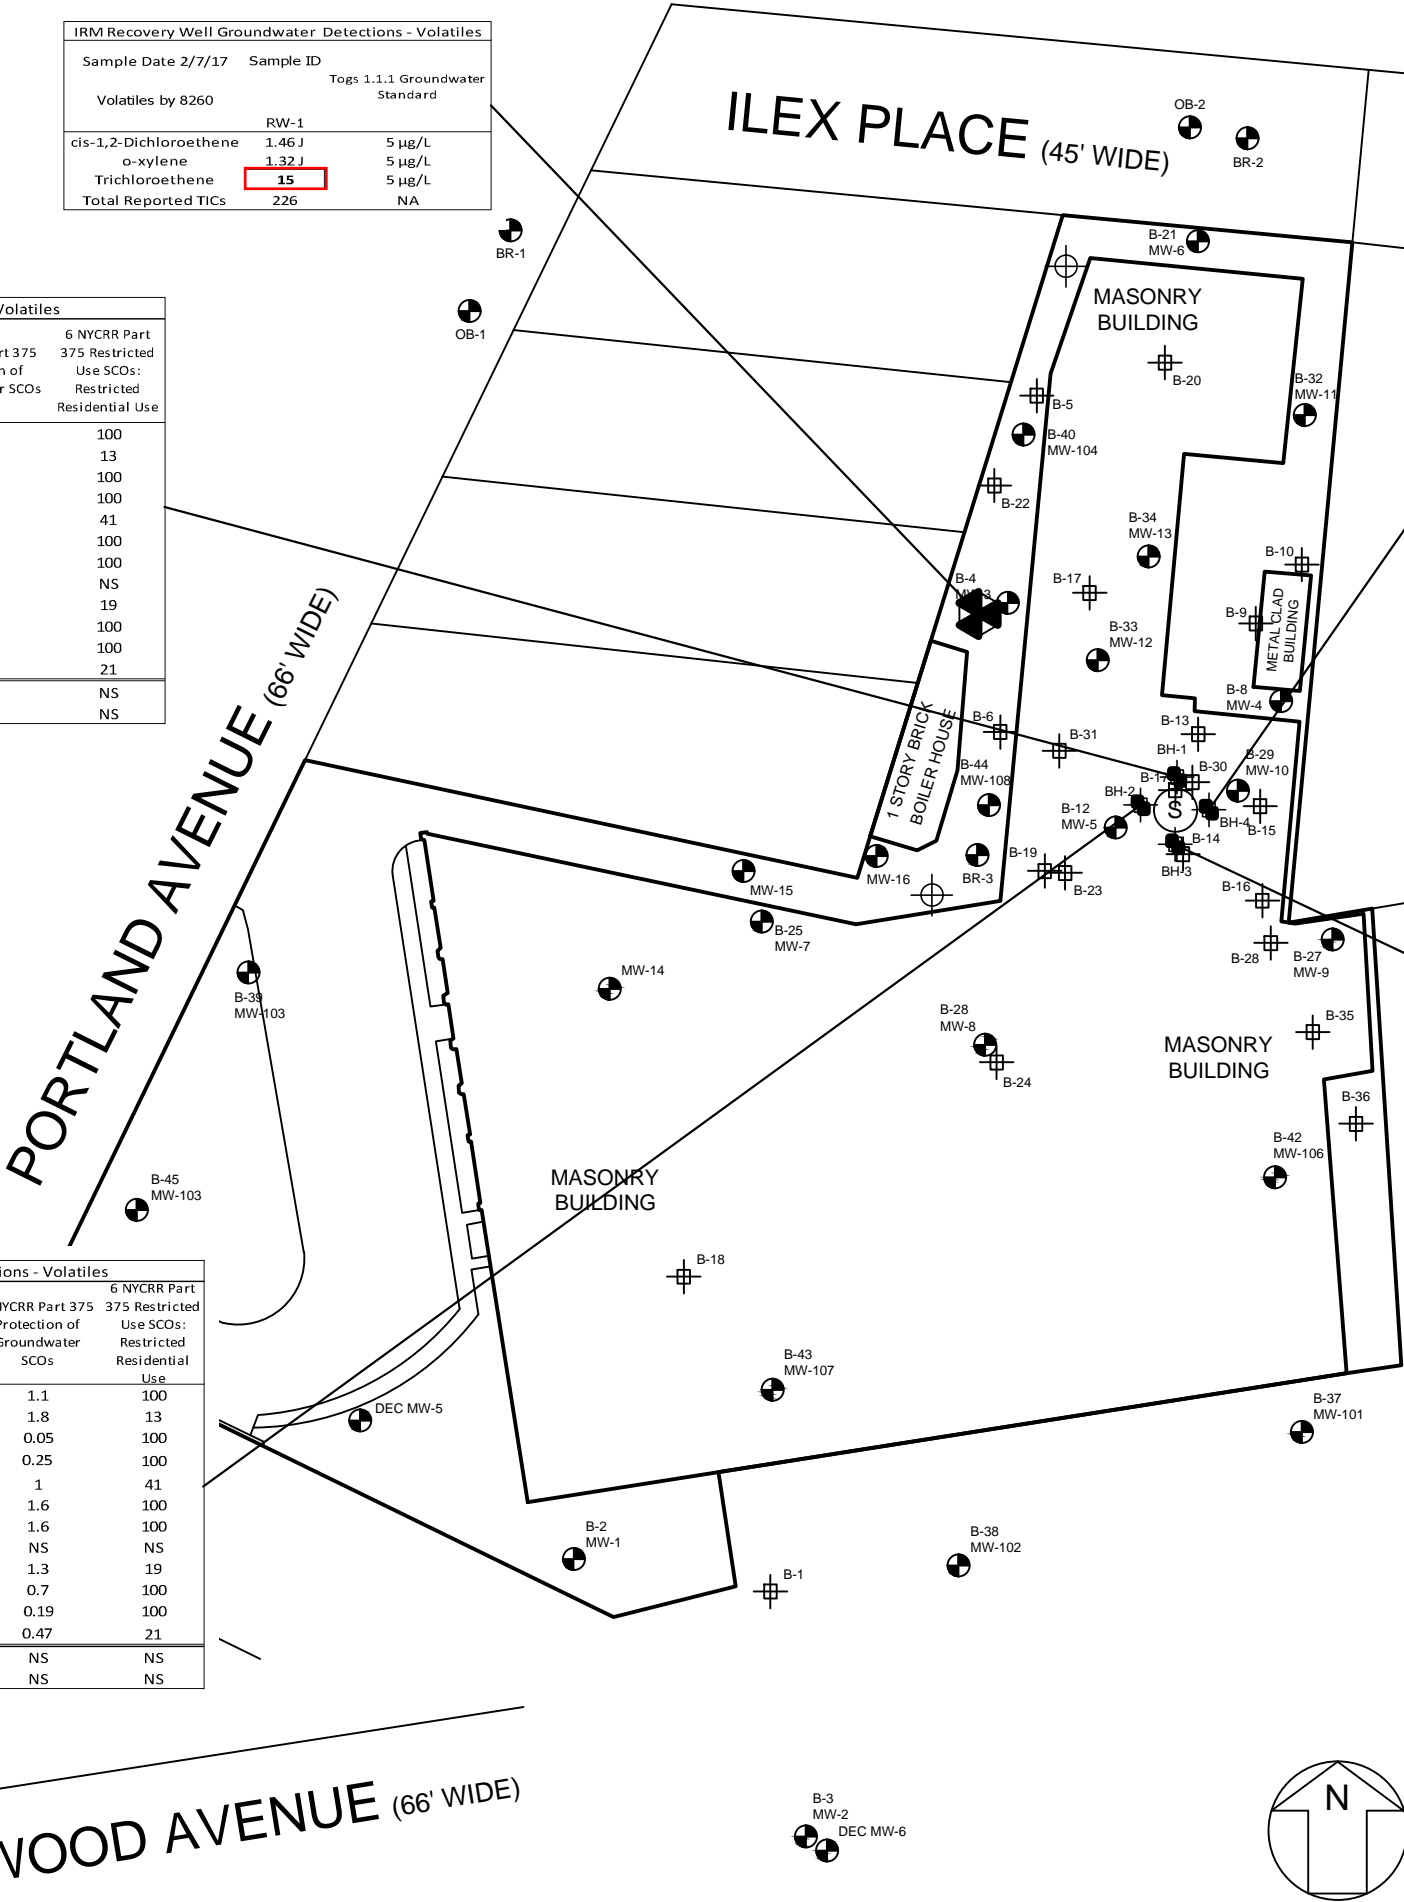 IRM Recovery Well Groundwater Detections - Volatiles
Sample Date 2/7/17 Sample ID
Togs 1.1.1 Groundwater
Standard
Volatiles by 8260
RW-1
cis-1,2-Dichloroethene 1.46 J 5 µg/L
o-xylene 1.32 J 5 µg/L
Trichloroethene 15 5 µg/L
Total Reported TICs 226 NA
ILEX PLACE (45' WIDE)
OB-2
BR-2
BR-1
OB-1
B-21
MW-6
MASONRY
BUILDING
B-20
B-5
B-32
MW-11
B-40
MW-104
B-22
B-34
MW-13
B-10
B-4
B-17
B-9
METAL CLAD
BUILDING
B-33
MW-12
B-8
MW-4
B-6
B-31
B-13
BH-1
B-30
B-29
MW-10
1 STORY BRICK
BOILER HOUSE
B-44
MW-108
BH-2
S
B-12
MW-5
BH-4
B-15
B-14
BH-3
B-19
B-23
B-16
MW-15
MW-16
BR-3
B-25
MW-7
B-28
B-27
MW-9
Volatiles
6 NYCRR Part
rt 375 375 Restricted
n of Use SCOs:
r SCOs Restricted
Residential Use
100
13
100
100
41
100
100
NS
19
100
100
21
NS
NS
PORTLAND AVENUE (66' WIDE)
B-39
MW-103
MW-14
B-28
MW-8
B-24
MASONRY
BUILDING
B-35
B-36
B-42
MW-106
B-45
MW-103
MASONRY
BUILDING
B-18
B-43
MW-107
DEC MW-5
B-37
MW-101
B-2
MW-1
B-38
MW-102
B-1
ions - Volatiles
6 NYCRR Part
NYCRR Part 375 375 Restricted
Protection of Use SCOs:
Groundwater Restricted
SCOs Residential
Use
1.1 100
1.8 13
0.05 100
0.25 100
1 41
1.6 100
1.6 100
NS NS
1.3 19
0.7 100
0.19 100
0.47 21
NS NS
NS NS
WOOD AVENUE (66' WIDE)
B-3
MW-2
DEC MW-6
N